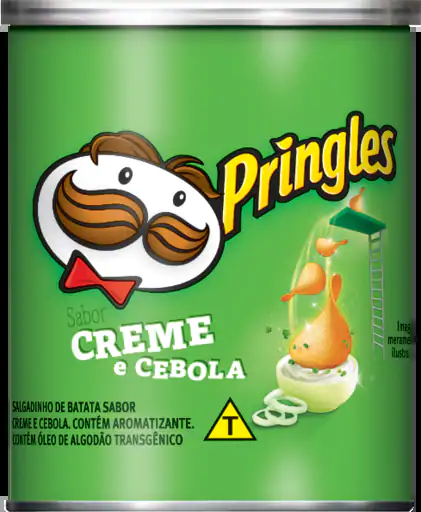 Pringles
Sabor
CREME
e CEBOLA
SALGADINHO DE BATATA SABOR
CREME E CEBOLA. CONTÉM AROMATIZANTE.
CONTÉM ÓLEO DE ALGODÃO TRANSGÊNICO
T